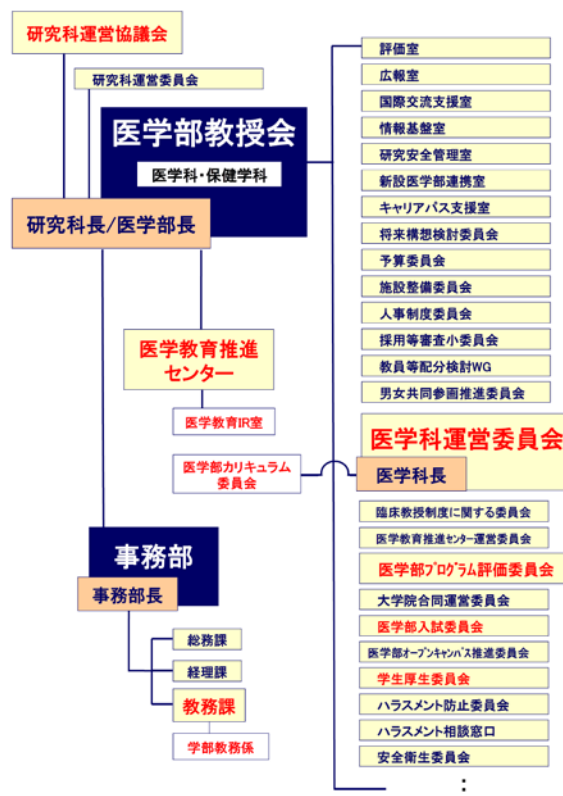 研究科運営協議会
研究科運営委員会
医学部教授会
医学科・保健学科
研究科長/医学部長
医学教育推進
センター
医学教育IR室
医学部カリキュラム
委員会
事務部
事務部長
総務課
経理課
教務課
学部教務係
評価室
広報室
国際交流支援室
情報基盤室
研究安全管理室
新設医学部連携室
キャリアパス支援室
将来構想検討委員会
予算委員会
施設整備委員会
人事制度委員会
採用等審査小委員会
教員等配分検討WG
男女共同参画推進委員会
医学科運営委員会
医学科長
臨床教授制度に関する委員会
医学教育推進センター運営委員会
医学部プログラム評価委員会
大学院合同運営委員会
医学部入試委員会
医学部オープンキャンパス推進委員会
学生厚生委員会
ハラスメント防止委員会
ハラスメント相談窓口
安全衛生委員会
：